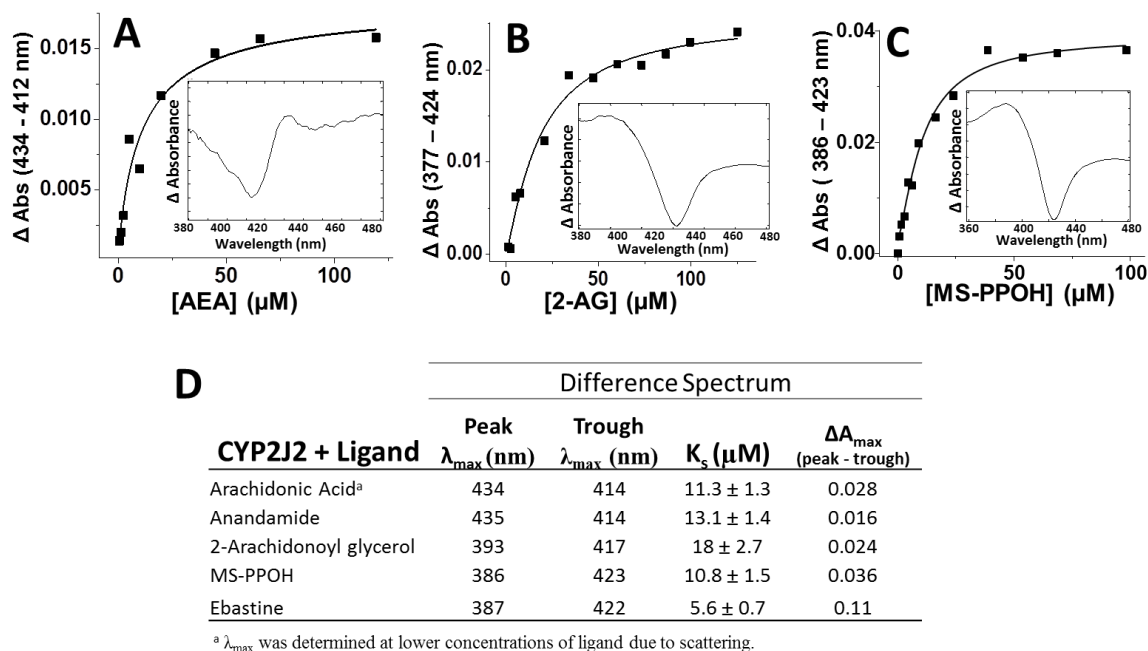 A
Δ Abs (434 - 412 nm)
0.015
0.010
0.005
0
50
100
[AEA] (µM)
Δ Absorbance
380 400 420 440 460 480
Wavelength (nm)
B
Δ Abs (377 – 424 nm)
0.02
0.01
0.00
0
50
100
[2-AG] (µM)
Δ Absorbance
380 400 420 440 460 480
Wavelength (nm)
C
Δ Abs ( 386 – 423 nm)
0.04
0.02
0.00
0
50
100
[MS-PPOH] (µM)
Δ Absorbance
360 400 440 480
Wavelength (nm)
D
Difference Spectrum
CYP2J2 + Ligand Peak λmax (nm) Trough λmax (nm) Ks (µM) ΔAmax (peak - trough)
Arachidonic Acidᵃ 434 414 11.3 ± 1.3 0.028
Anandamide 435 414 13.1 ± 1.4 0.016
2-Arachidonoyl glycerol 393 417 18 ± 2.7 0.024
MS-PPOH 386 423 10.8 ± 1.5 0.036
Ebastine 387 422 5.6 ± 0.7 0.11
ᵃ λmax was determined at lower concentrations of ligand due to scattering.